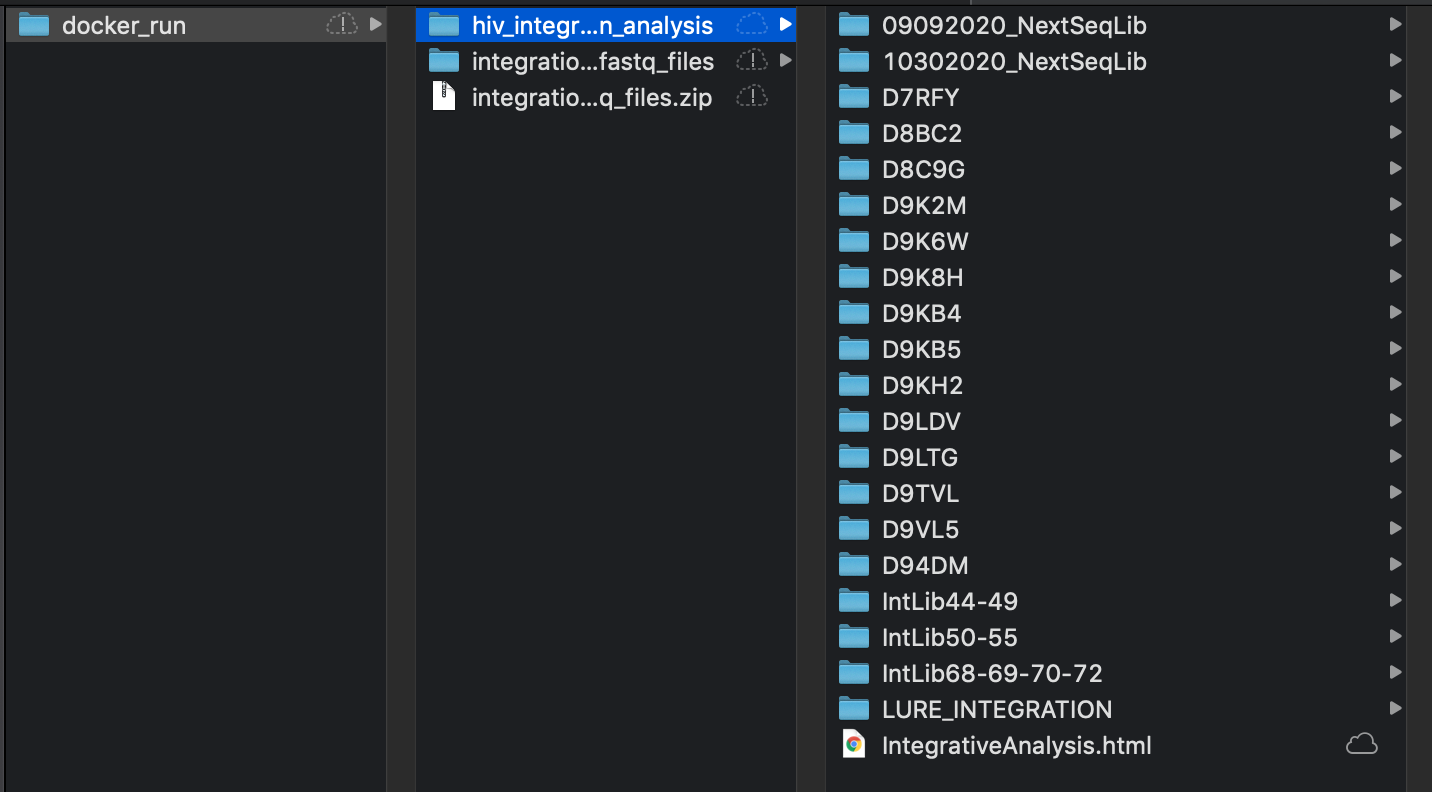 docker_run
hiv_integr...n_analysis
integratio...fastq_files
integratio...q_files.zip
09092020_NextSeqLib
10302020_NextSeqLib
D7RFY
D8BC2
D8C9G
D9K2M
D9K6W
D9K8H
D9KB4
D9KB5
D9KH2
D9LDV
D9LTG
D9TVL
D9VL5
D94DM
IntLib44-49
IntLib50-55
IntLib68-69-70-72
LURE_INTEGRATION
IntegrativeAnalysis.html